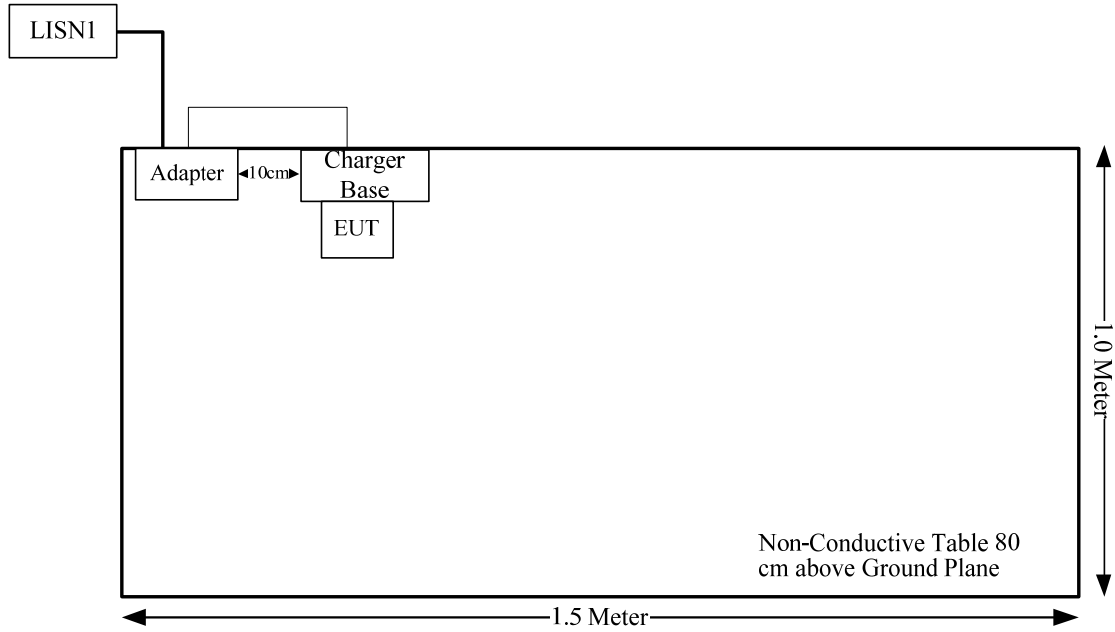 LISN1
Adapter
10cm
Charger
Base
EUT
1.0 Meter
Non-Conductive Table 80
cm above Ground Plane
1.5 Meter